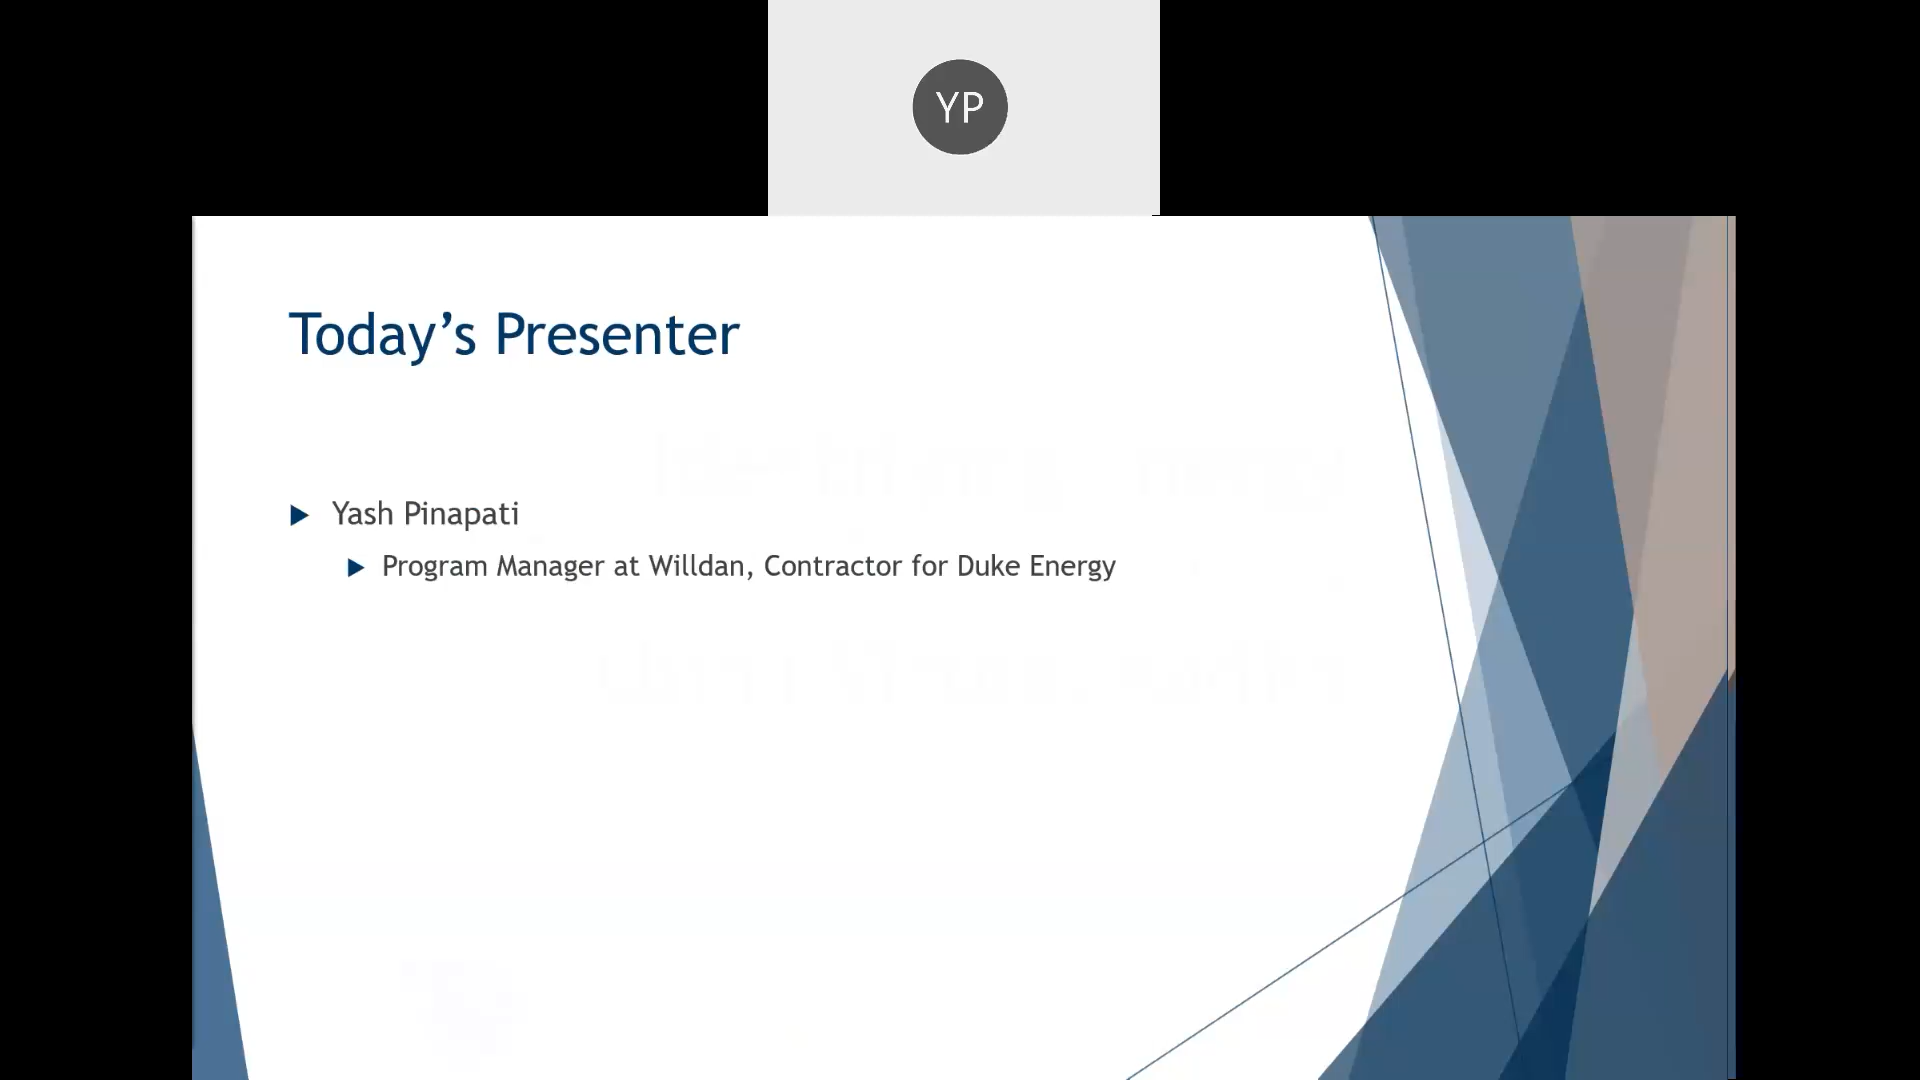 YP
Today’s Presenter
Yash Pinapati
Program Manager at Willdan, Contractor for Duke Energy